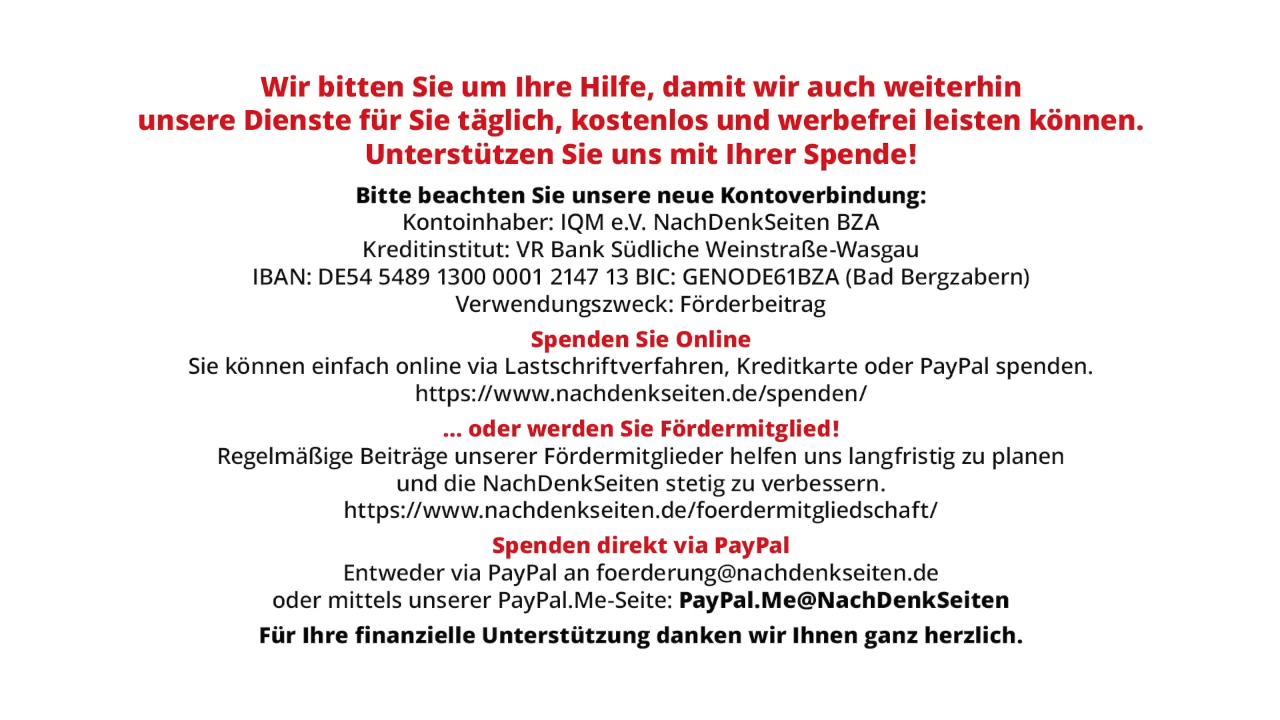 Wir bitten Sie um Ihre Hilfe, damit wir auch weiterhin
unsere Dienste für Sie täglich, kostenlos und werbefrei leisten können.
Unterstützen Sie uns mit Ihrer Spende!
Bitte beachten Sie unsere neue Kontoverbindung:
Kontoinhaber: IQM e.V. NachDenkSeiten BZA
Kreditinstitut: VR Bank Südliche Weinstraße-Wasgau
IBAN: DE54 5489 1300 0001 2147 13 BIC: GENODE61BZA (Bad Bergzabern)
Verwendungszweck: Förderbeitrag
Spenden Sie Online
Sie können einfach online via Lastschriftverfahren, Kreditkarte oder PayPal spenden.
https://www.nachdenkseiten.de/spenden/
... oder werden Sie Fördermitglied!
Regelmäßige Beiträge unserer Fördermitglieder helfen uns langfristig zu planen
und die NachDenkSeiten stetig zu verbessern.
https://www.nachdenkseiten.de/foerdermitgliedschaft/
Spenden direkt via PayPal
Entweder via PayPal an foerderung@nachdenkseiten.de
oder mittels unserer PayPal.Me-Seite: PayPal.Me@NachDenkSeiten
Für Ihre finanzielle Unterstützung danken wir Ihnen ganz herzlich.